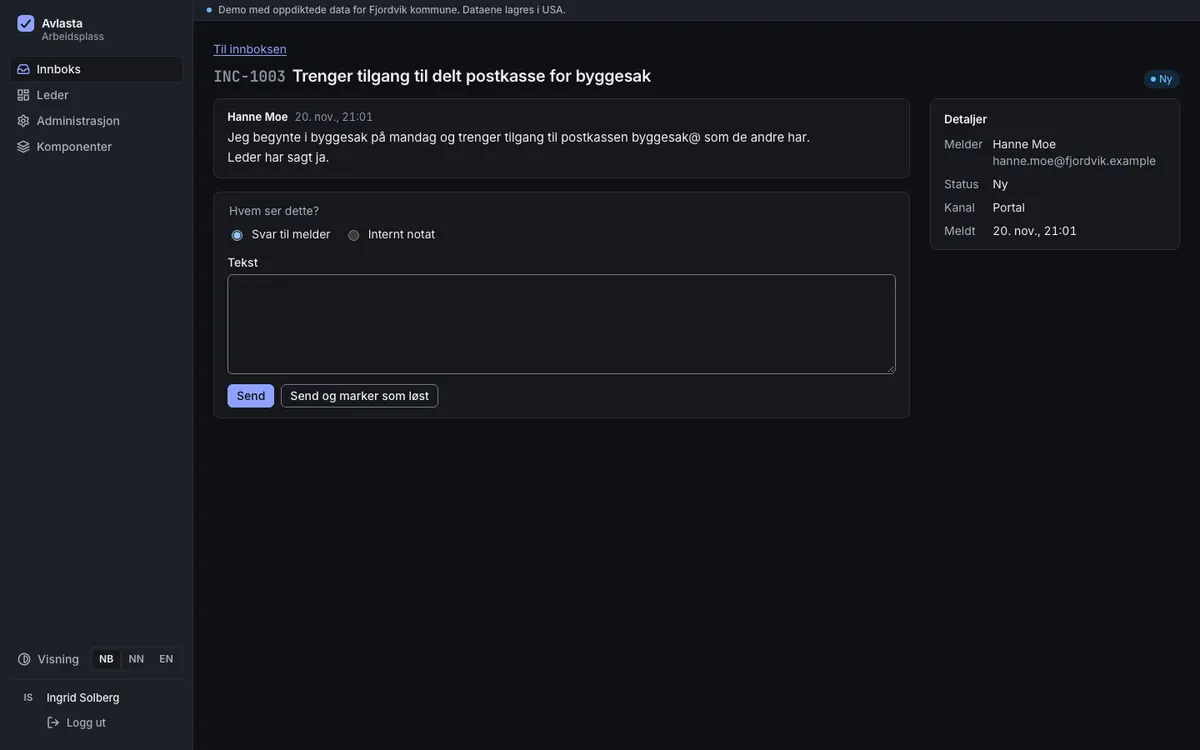 Avlasta
Arbeidsplass
Innboks
Leder
Administrasjon
Komponenter
Visning NB NN EN
IS Ingrid Solberg
Logg ut
Demo med oppdiktede data for Fjordvik kommune. Dataene lagres i USA.
Til innboksen
INC-1003 Trenger tilgang til delt postkasse for byggesak
Ny
Hanne Moe 20. nov., 21:01
Jeg begynte i byggesak på mandag og trenger tilgang til postkassen byggesak@ som de andre har.
Leder har sagt ja.
Hvem ser dette?
Svar til melder Internt notat
Tekst
Send Send og marker som løst
Detaljer
Melder Hanne Moe
hanne.moe@fjordvik.example
Status Ny
Kanal Portal
Meldt 20. nov., 21:01